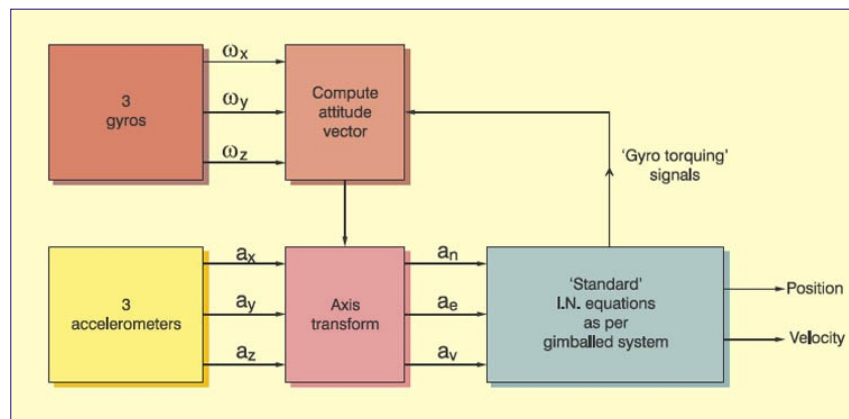 3
gyros
ωx
ωy
ωz
Compute
attitude
vector
'Gyro torquing'
signals
3
accelerometers
ax
ay
az
Axis
transform
an
ae
av
'Standard'
I.N. equations
as per
gimballed system
Position
Velocity